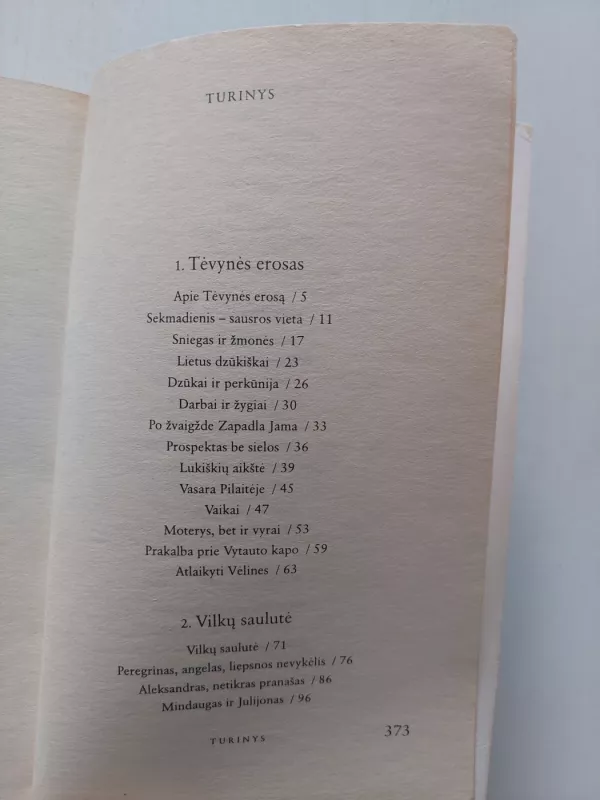 TURINYS
1. Tėvynės erosas
Apie Tėvynės erosą / 5
Sekmadienis – sausros vieta / 11
Sniegas ir žmonės / 17
Lietus dzūkiškai / 23
Dzūkai ir perkūnija / 26
Darbai ir žygiai / 30
Po žvaigžde Zapadla Jama / 33
Prospektas be sielos / 36
Lukiškių aikštė / 39
Vasara Pilaitėje / 45
Vaikai / 47
Moterys, bet ir vyrai / 53
Prakalba prie Vytauto kapo / 59
Atlaikyti Vėlines / 63
2. Vilkų saulutė
Vilkų saulutė / 71
Peregrinas, angelas, liepsnos nevykėlis / 76
Aleksandras, netikras pranašas / 86
Mindaugas ir Julijonas / 96
TURINYS 373